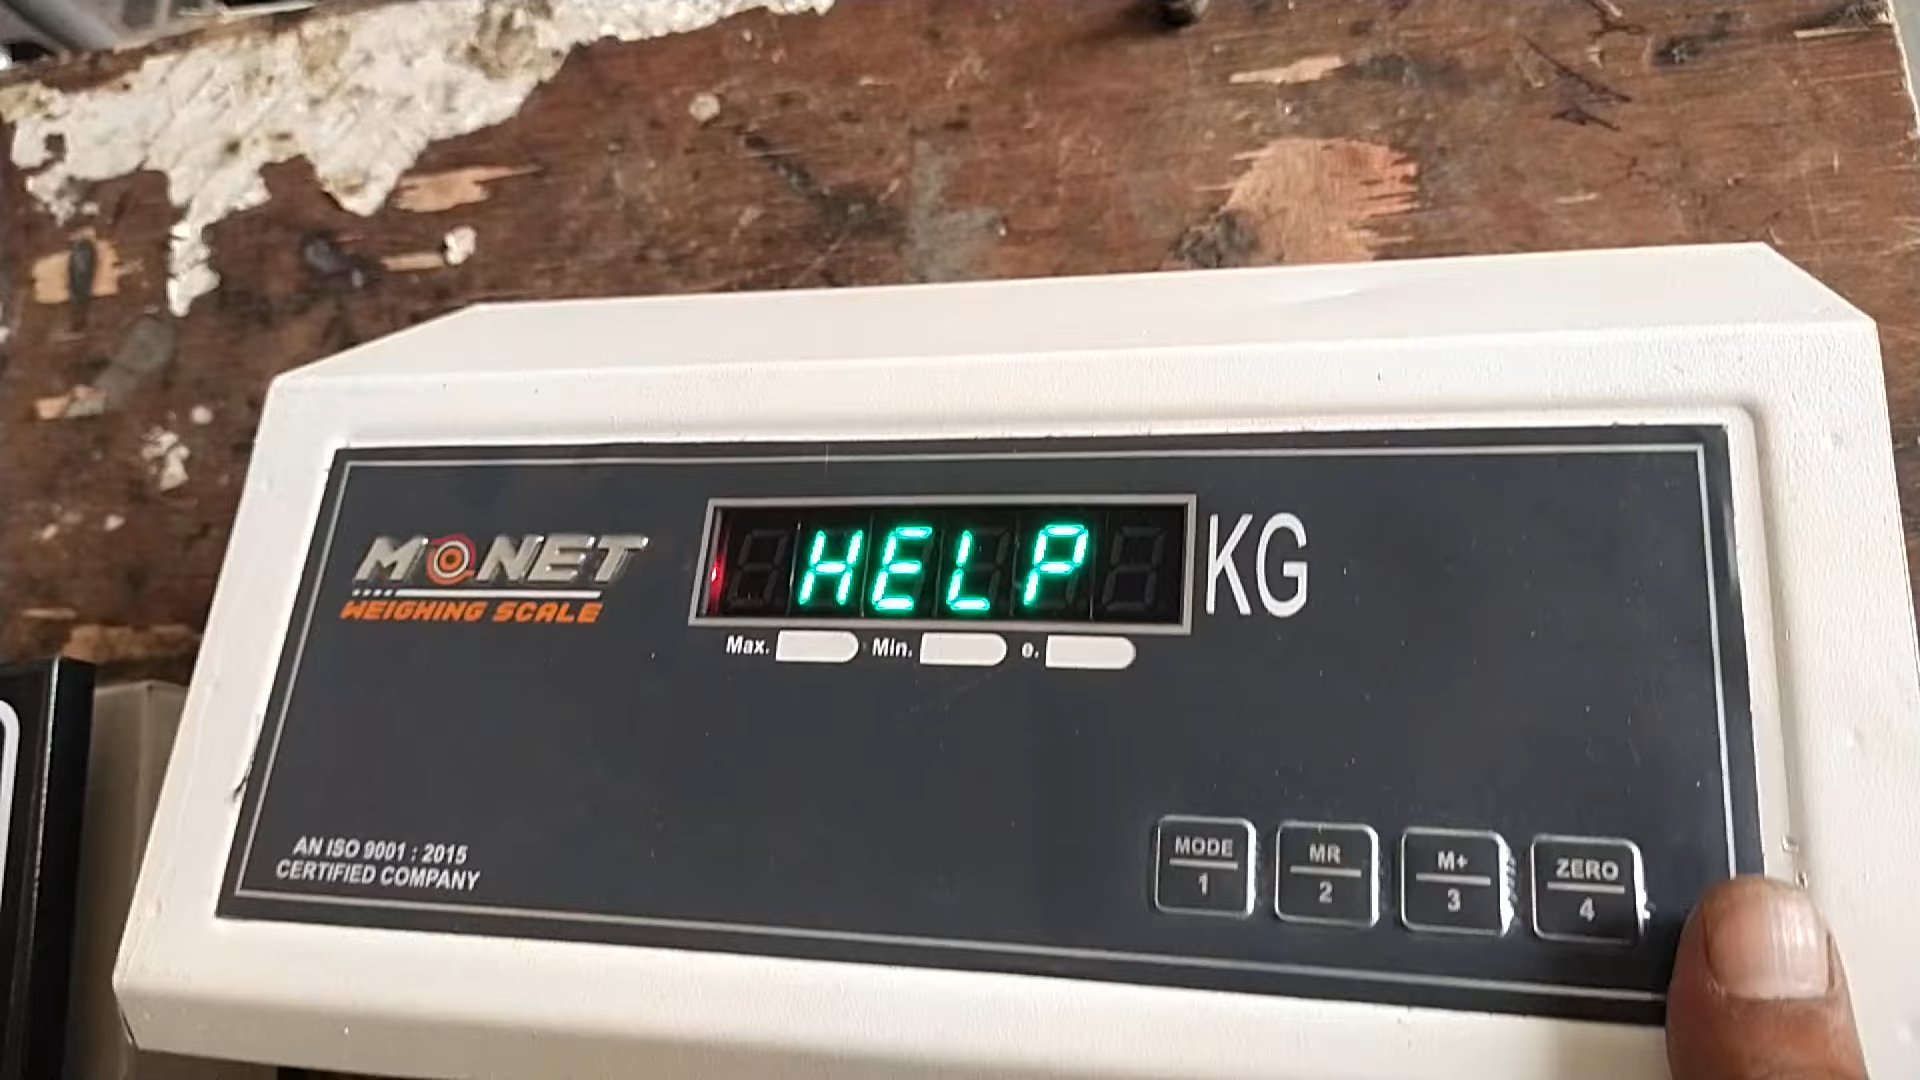 HELP
KG
MONET
WEIGHING SCALE
Max.
Min.
e.
AN ISO 9001 : 2015
CERTIFIED COMPANY
MODE
1
MR
2
M+
3
ZERO
4